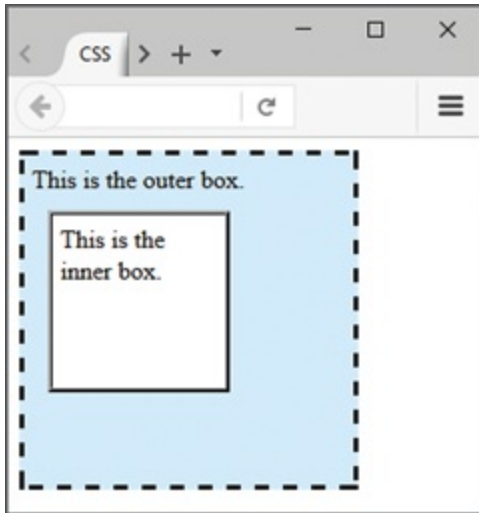 CSS
This is the outer box.
This is the
inner box.